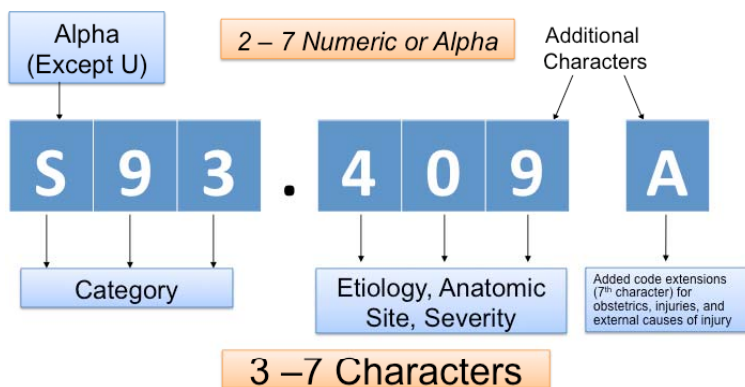 Alpha
(Except U)
2 – 7 Numeric or Alpha
Additional
Characters
S 9 3 . 4 0 9 A
Category
Etiology, Anatomic
Site, Severity
Added code extensions
(7th character) for
obstetrics, injuries, and
external causes of injury
3 –7 Characters